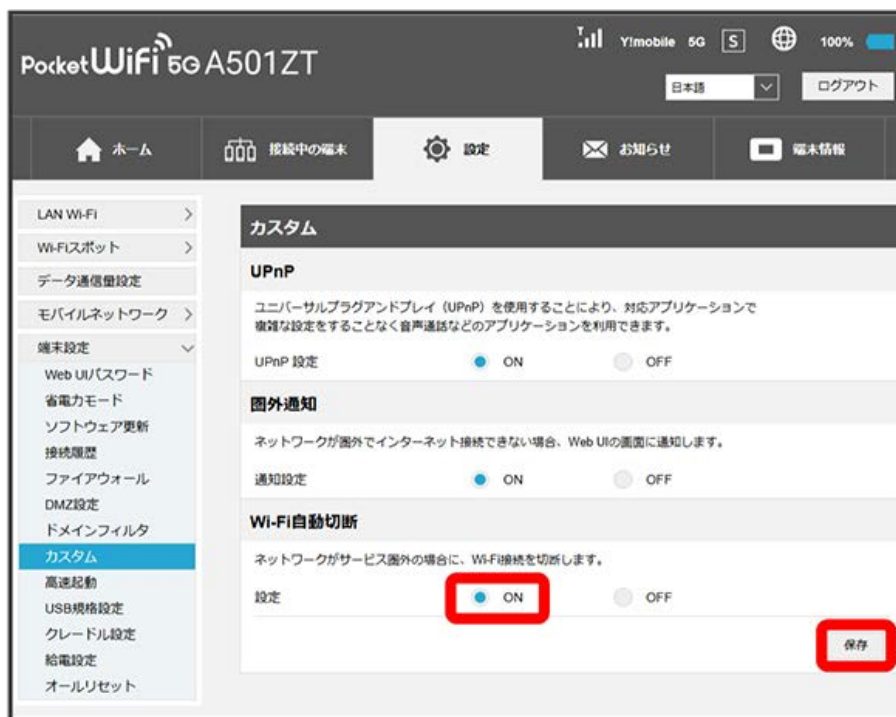 Y!mobile 5G S 100%
Pocket WiFi 5G A501ZT
日本語 ログアウト
ホーム 接続中の端末 設定 お知らせ 端末情報
LAN Wi-Fi
Wi-Fiスポット
データ通信量設定
モバイルネットワーク
端末設定
Web UIパスワード
省電力モード
ソフトウェア更新
接続履歴
ファイアウォール
DMZ設定
ドメインフィルタ
カスタム
高速起動
USB規格設定
クレードル設定
給電設定
オールリセット
カスタム
UPnP
ユニバーサルプラグアンドプレイ（UPnP）を使用することにより、対応アプリケーションで
複雑な設定をすることなく音声通話などのアプリケーションを利用できます。
UPnP 設定 ON OFF
圏外通知
ネットワークが圏外でインターネット接続できない場合、Web UIの画面に通知します。
通知設定 ON OFF
Wi-Fi自動切断
ネットワークがサービス圏外の場合に、Wi-Fi接続を切断します。
設定 ON OFF
保存